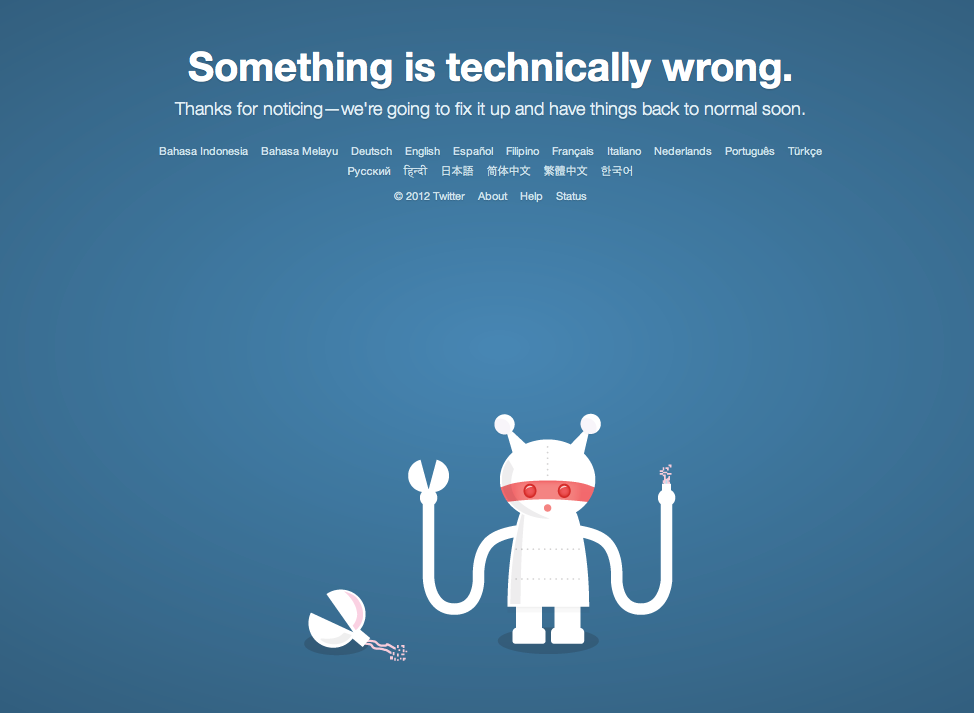 Something is technically wrong.
Thanks for noticing—we're going to fix it up and have things back to normal soon.
Bahasa Indonesia Bahasa Melayu Deutsch English Español Filipino Français Italiano Nederlands Português Türkçe
Русский हिन्दी 日本語 简体中文 繁體中文 한국어
© 2012 Twitter About Help Status